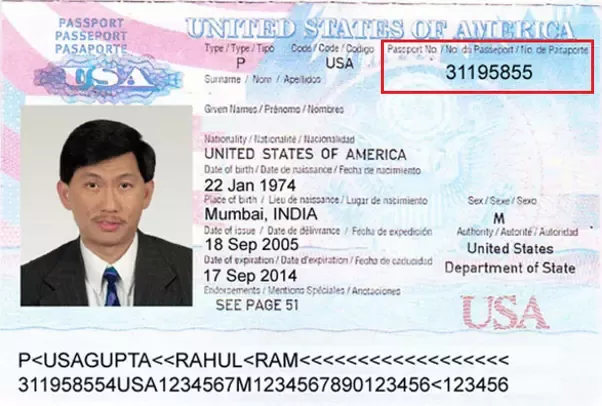 PASSPORT
PASSEPORT
PASAPORTE
USA
UNITED STATES OF AMERICA
Type / Type / Tipo Code / Code / Codigo Passport No. / No. du Passeport / No. de Pasaporte
P USA 31195855
Surname / Nom / Apellidos
Given Names / Prénoms / Nombres
Nationality / Nationalité / Nacionalidad
UNITED STATES OF AMERICA
Date of birth / Date de naissance / Fecha de nacimiento
22 Jan 1974
Place of birth / Lieu de naissance / Lugar de nacimiento Sex / Sexe / Sexo
Mumbai, INDIA M
Date of issue / Date de délivrance / Fecha de expedición Authority / Autorité / Autoridad
18 Sep 2005 United States
Date of expiration / Date d'expiration / Fecha de caducidad Department of State
17 Sep 2014
Endorsements / Mentions Spéciales / Anotaciones
SEE PAGE 51
USA
P<USAGUPTA<<RAHUL<RAM<<<<<<<<<<<<<<<<<<<
311958554USA1234567M1234567890123456<123456